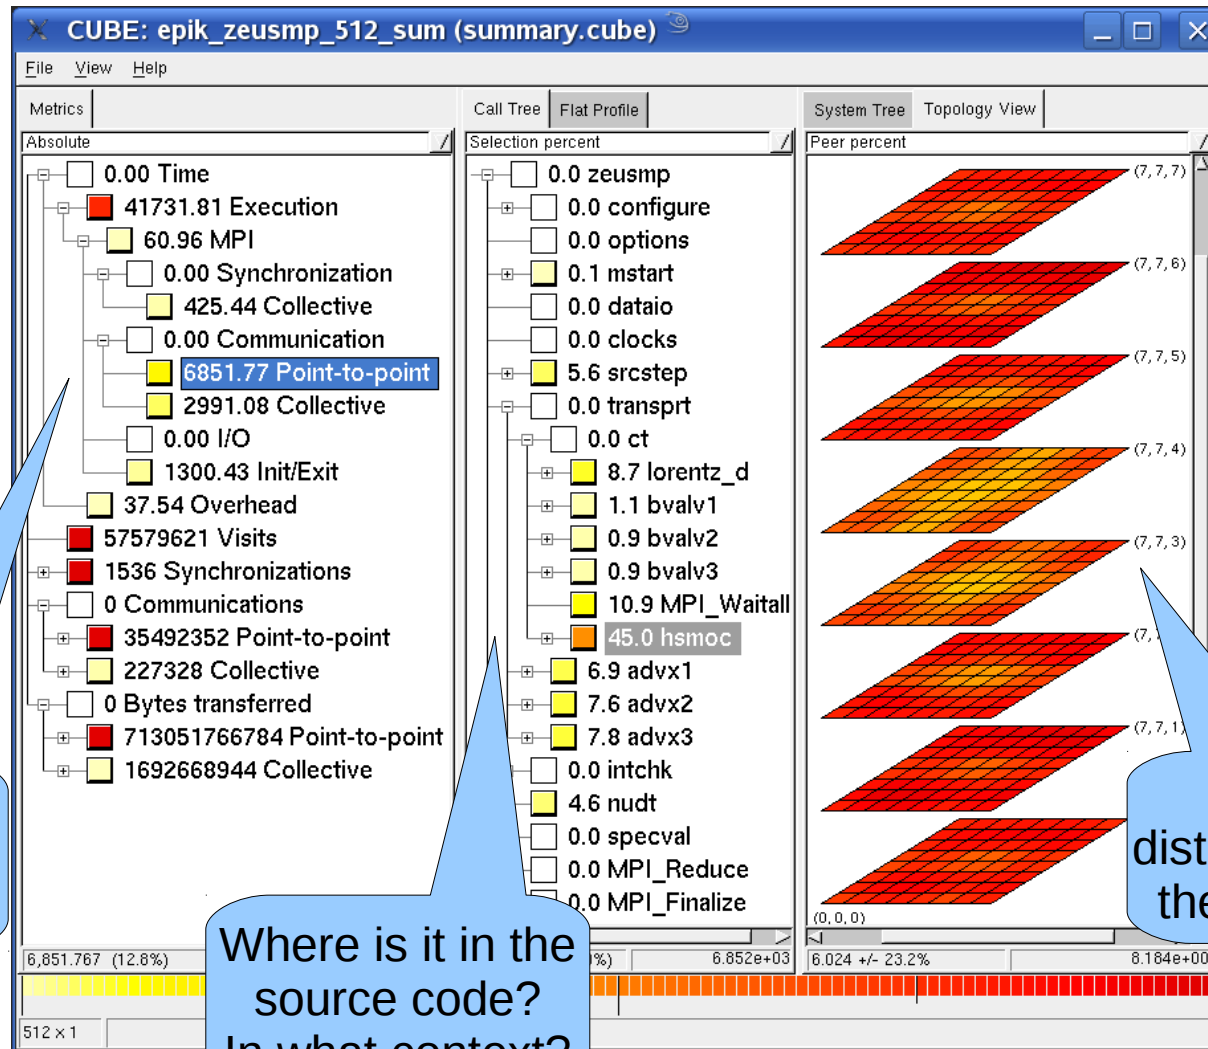 CUBE: epik_zeusmp_512_sum (summary.cube)
File View Help
Metrics
Absolute
0.00 Time
41731.81 Execution
60.96 MPI
0.00 Synchronization
425.44 Collective
0.00 Communication
6851.77 Point-to-point
2991.08 Collective
0.00 I/O
1300.43 Init/Exit
37.54 Overhead
57579621 Visits
1536 Synchronizations
0 Communications
35492352 Point-to-point
227328 Collective
0 Bytes transferred
713051766784 Point-to-point
1692668944 Collective
6,851.767 (12.8%)
Call Tree Flat Profile
Selection percent
0.0 zeusmp
0.0 configure
0.0 options
0.1 mstart
0.0 dataio
0.0 clocks
5.6 srcstep
0.0 transprt
0.0 ct
8.7 lorentz_d
1.1 bvalv1
0.9 bvalv2
0.9 bvalv3
10.9 MPI_Waitall
45.0 hsmoc
6.9 advx1
7.6 advx2
7.8 advx3
0.0 intchk
4.6 nudt
0.0 specval
0.0 MPI_Reduce
0.0 MPI_Finalize
%) 6.852e+03
Where is it in the
source code?
In what context?
System Tree Topology View
Peer percent
(7,7,7)
(7,7,6)
(7,7,5)
(7,7,4)
(7,7,3)
(7,
(7,7,1)
(0,0,0)
dist
the
6.024 +/- 23.2% 8.184e+00
512 x 1